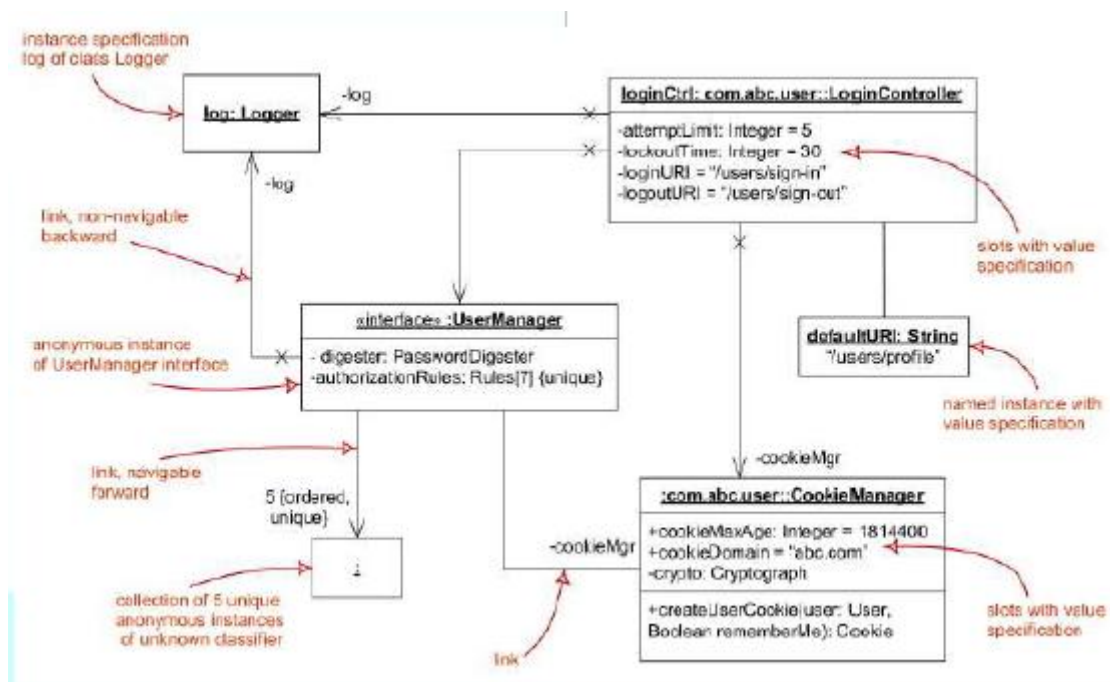 instance specification
log of class Logger
log: Logger
-log
loginCtrl: com.abc.user::LoginController
-attemptLimit: Integer = 5
-lockoutTime: Integer = 30
-loginURI = "/users/sign-in"
-logoutURI = "/users/sign-out"
-log
link, non-navigable
backward
slots with value
specification
«interface» :UserManager
- digester: PasswordDigester
-authorizationRules: Rules[7] {unique}
anonymous instance
of UserManager interface
defaultURI: String
"/users/profile"
named instance with
value specification
link, navigable
forward
5 {ordered,
unique}
-cookieMgr
:com.abc.user::CookieManager
+cookieMaxAge: Integer = 1814400
+cookieDomain = "abc.com"
-crypto: Cryptograph
+createUserCookie(user: User,
Boolean rememberMe): Cookie
-cookieMgr
:
collection of 5 unique
anonymous instances
of unknown classifier
link
slots with value
specification